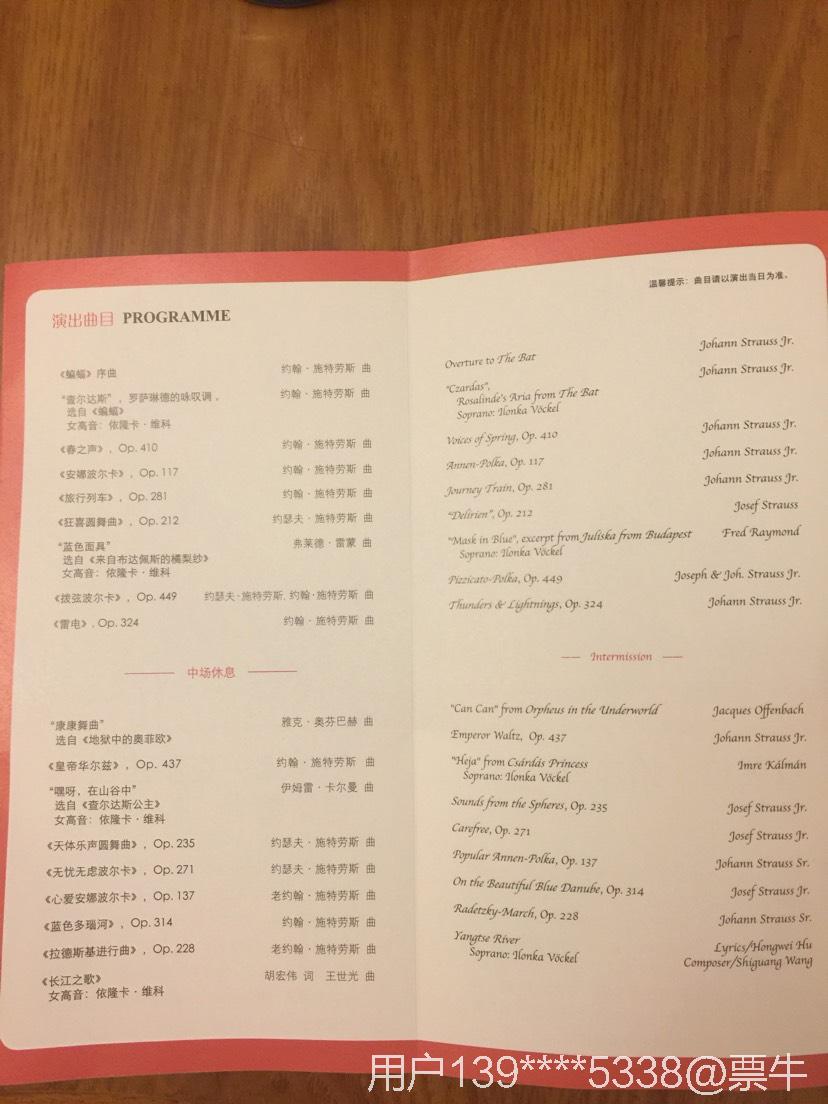 演出曲目 PROGRAMME
《蝙蝠》序曲 约翰·施特劳斯 曲
“查尔达斯”，罗萨琳德的咏叹调， 约翰·施特劳斯 曲
选自《蝙蝠》
女高音：依隆卡·维科
《春之声》，Op. 410 约翰·施特劳斯 曲
《安娜波尔卡》，Op. 117 约翰·施特劳斯 曲
《旅行列车》，Op. 281 约翰·施特劳斯 曲
《狂喜圆舞曲》，Op. 212 约瑟夫·施特劳斯 曲
“蓝色面具” 弗莱德·雷蒙 曲
选自《来自布达佩斯的橘梨纱》
女高音：依隆卡·维科
《拨弦波尔卡》，Op. 449 约瑟夫·施特劳斯，约翰·施特劳斯 曲
《雷电》，Op. 324 约翰·施特劳斯 曲
中场休息
“康康舞曲” 雅克·奥芬巴赫 曲
选自《地狱中的奥菲欧》
《皇帝华尔兹》，Op. 437 约翰·施特劳斯 曲
“嘿呀，在山谷中” 伊姆雷·卡尔曼 曲
选自《查尔达斯公主》
女高音：依隆卡·维科
《天体乐声圆舞曲》，Op. 235 约瑟夫·施特劳斯 曲
《无忧无虑波尔卡》，Op. 271 约瑟夫·施特劳斯 曲
《心爱安娜波尔卡》，Op. 137 老约翰·施特劳斯 曲
《蓝色多瑙河》，Op. 314 约翰·施特劳斯 曲
《拉德斯基进行曲》，Op. 228 老约翰·施特劳斯 曲
《长江之歌》 胡宏伟 词 王世光 曲
女高音：依隆卡·维科
温馨提示：曲目请以演出当日为准。
Overture to The Bat Johann Strauss Jr.
"Czardas", Johann Strauss Jr.
Rosalinde's Aria from The Bat
Soprano: Ilonka Vöckel
Voices of Spring, Op. 410 Johann Strauss Jr.
Annen-Polka, Op. 117 Johann Strauss Jr.
Journey Train, Op. 281 Johann Strauss Jr.
"Delirien", Op. 212 Josef Strauss
"Mask in Blue", excerpt from Juliska from Budapest Fred Raymond
Soprano: Ilonka Vöckel
Pizzicato-Polka, Op. 449 Joseph & Joh. Strauss Jr.
Thunders & Lightnings, Op. 324 Johann Strauss Jr.
Intermission
"Can Can" from Orpheus in the Underworld Jacques Offenbach
Emperor Waltz, Op. 437 Johann Strauss Jr.
"Heja" from Csárdás Princess Imre Kálmán
Soprano: Ilonka Vöckel
Sounds from the Spheres, Op. 235 Josef Strauss Jr.
Carefree, Op. 271 Josef Strauss Jr.
Popular Annen-Polka, Op. 137 Johann Strauss Sr.
On the Beautiful Blue Danube, Op. 314 Josef Strauss Jr.
Radetzky-March, Op. 228 Johann Strauss Sr.
Yangtse River Lyrics/Hongwei Hu
Soprano: Ilonka Vöckel Composer/Shiguang Wang
用户139****5338@票牛